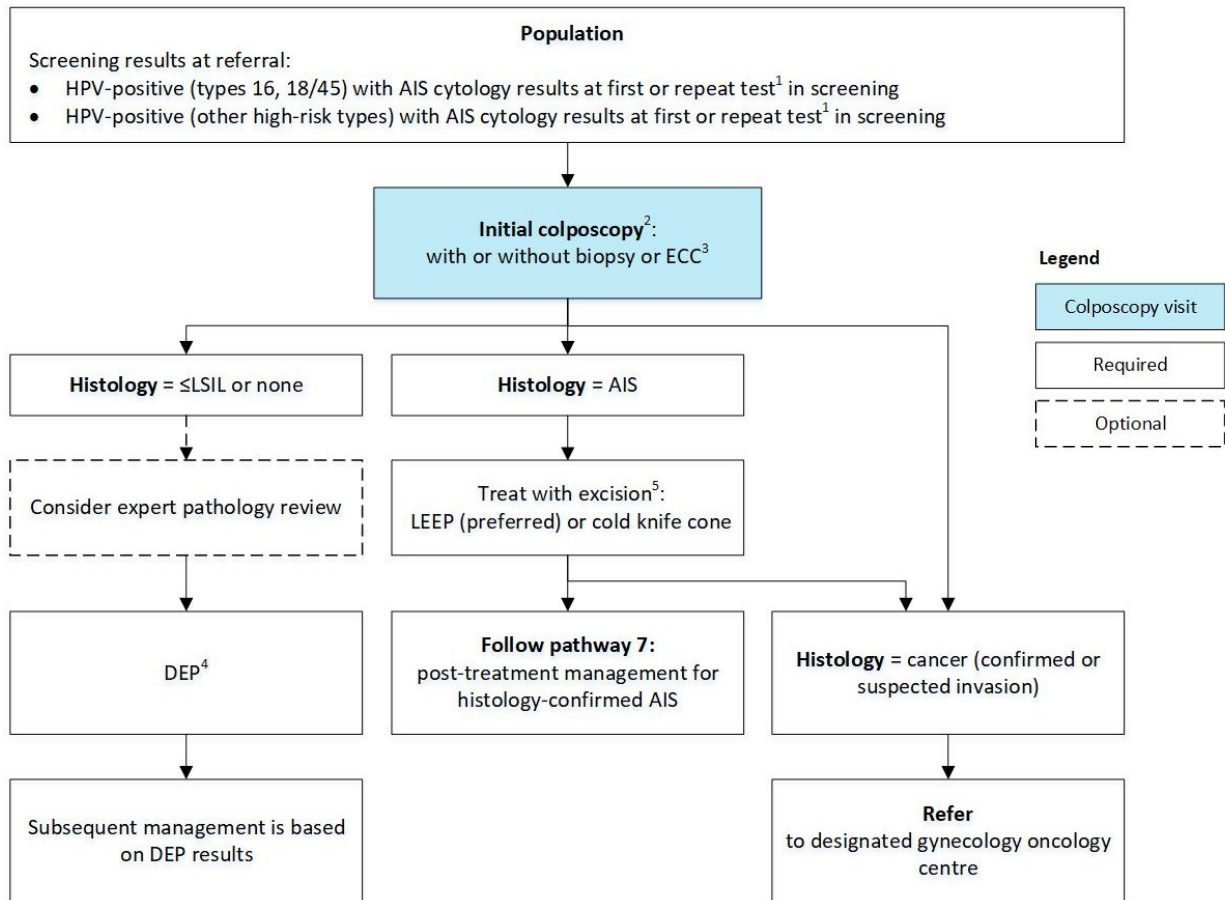 Population
Screening results at referral:
• HPV-positive (types 16, 18/45) with AIS cytology results at first or repeat test1 in screening
• HPV-positive (other high-risk types) with AIS cytology results at first or repeat test1 in screening
Initial colposcopy2:
with or without biopsy or ECC3
Legend
Colposcopy visit
Required
Optional
Histology = ≤LSIL or none
Histology = AIS
Consider expert pathology review
Treat with excision5:
LEEP (preferred) or cold knife cone
DEP4
Follow pathway 7:
post-treatment management for
histology-confirmed AIS
Histology = cancer (confirmed or
suspected invasion)
Subsequent management is based
on DEP results
Refer
to designated gynecology oncology
centre